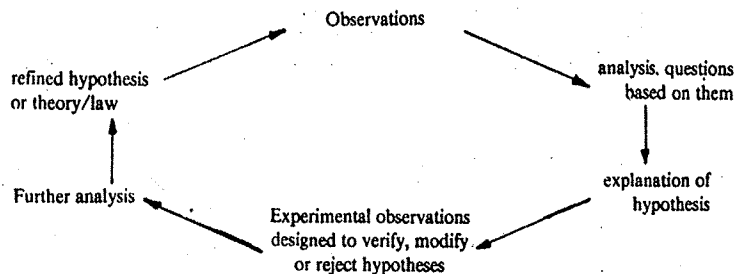 Observations
analysis, questions
based on them
explanation of
hypothesis
Experimental observations
designed to verify, modify
or reject hypotheses
Further analysis
refined hypothesis
or theory/law